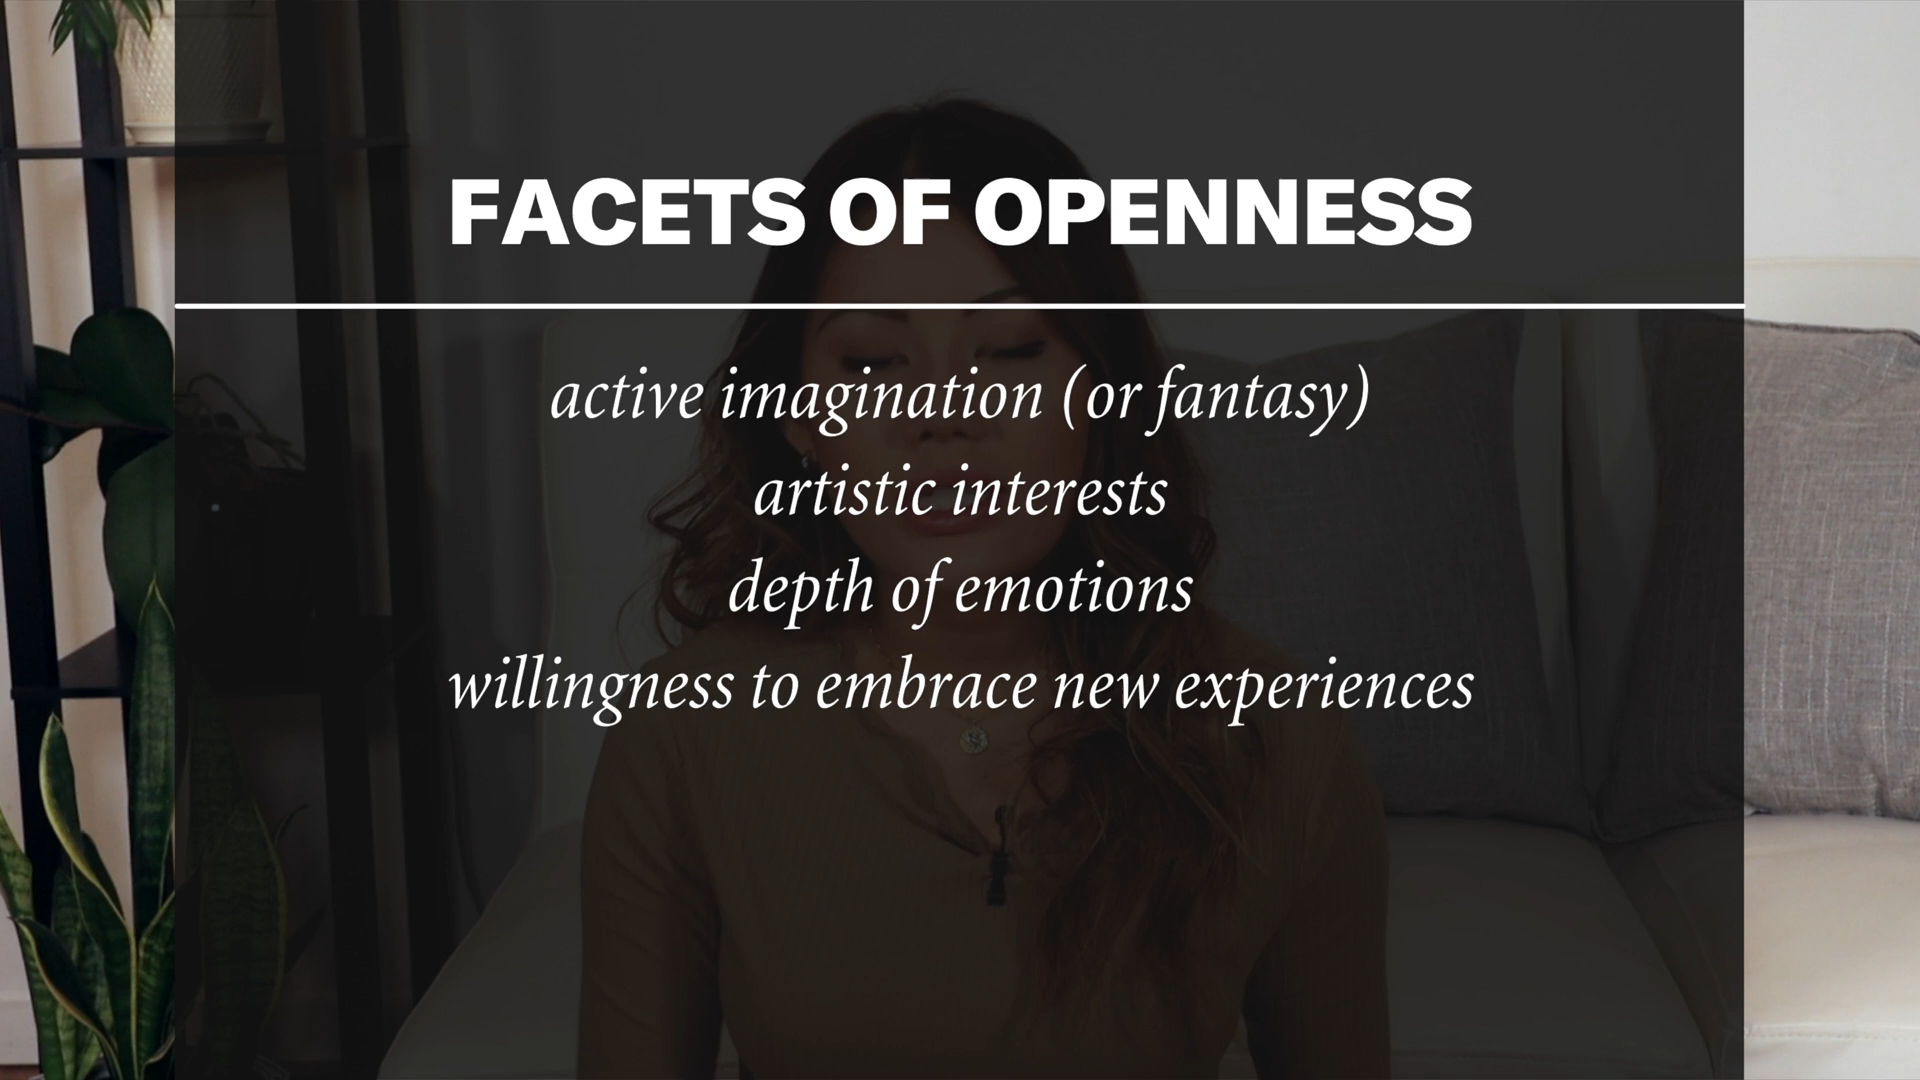 FACETS OF OPENNESS
active imagination (or fantasy)
artistic interests
depth of emotions
willingness to embrace new experiences